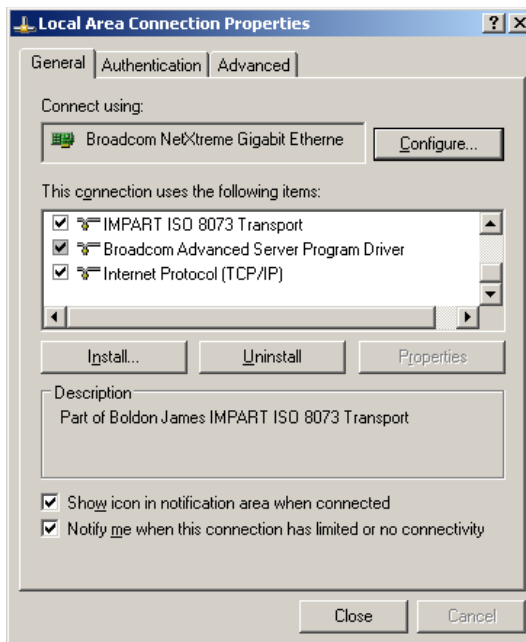 Local Area Connection Properties
General Authentication Advanced
Connect using:
Broadcom NetXtreme Gigabit Etherne
Configure...
This connection uses the following items:
IMPART ISO 8073 Transport
Broadcom Advanced Server Program Driver
Internet Protocol (TCP/IP)
Install... Uninstall Properties
Description
Part of Boldon James IMPART ISO 8073 Transport
Show icon in notification area when connected
Notify me when this connection has limited or no connectivity
Close Cancel